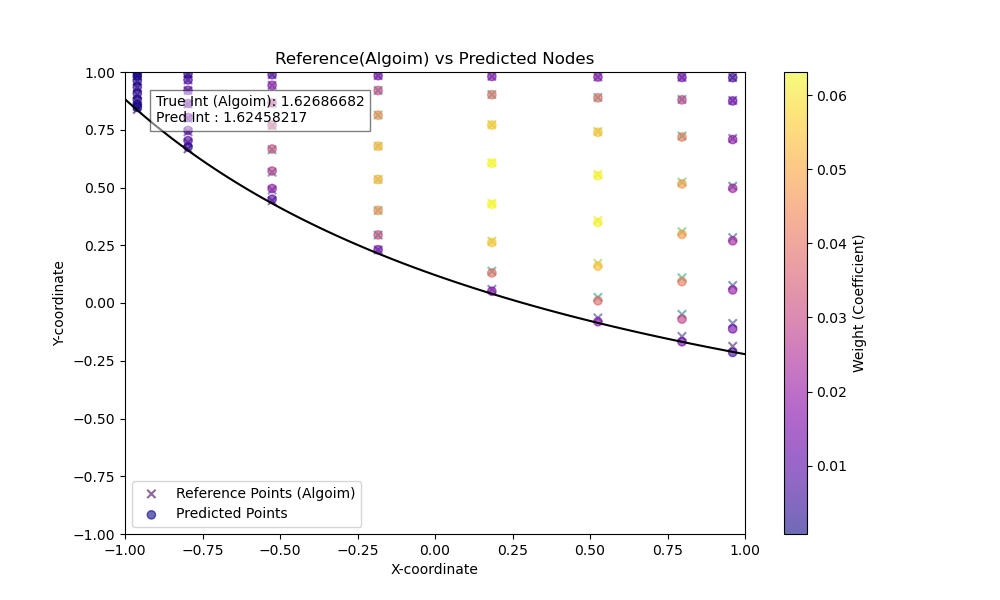 Reference(Algoim) vs Predicted Nodes
True Int (Algoim): 1.62686682
Pred Int : 1.62458217
Y-coordinate
1.00
0.75
0.50
0.25
0.00
−0.25
−0.50
−0.75
−1.00
Reference Points (Algoim)
Predicted Points
−1.00 −0.75 −0.50 −0.25 0.00 0.25 0.50 0.75 1.00
X-coordinate
0.06
0.05
0.04
0.03
0.02
0.01
Weight (Coefficient)